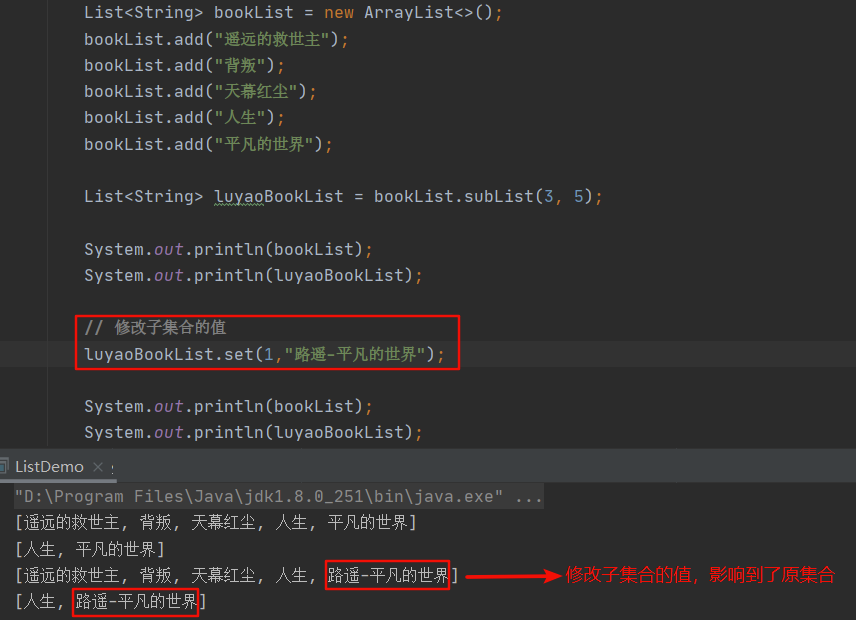 List<String> bookList = new ArrayList<>();
bookList.add("遥远的救世主");
bookList.add("背叛");
bookList.add("天幕红尘");
bookList.add("人生");
bookList.add("平凡的世界");
List<String> luyaoBookList = bookList.subList(3, 5);
System.out.println(bookList);
System.out.println(luyaoBookList);
// 修改子集合的值
luyaoBookList.set(1,"路遥-平凡的世界");
System.out.println(bookList);
System.out.println(luyaoBookList);
ListDemo ×
"D:\Program Files\Java\jdk1.8.0_251\bin\java.exe" ...
[遥远的救世主, 背叛, 天幕红尘, 人生, 平凡的世界]
[人生, 平凡的世界]
[遥远的救世主, 背叛, 天幕红尘, 人生, 路遥-平凡的世界] 修改子集合的值，影响到了原集合
[人生, 路遥-平凡的世界]